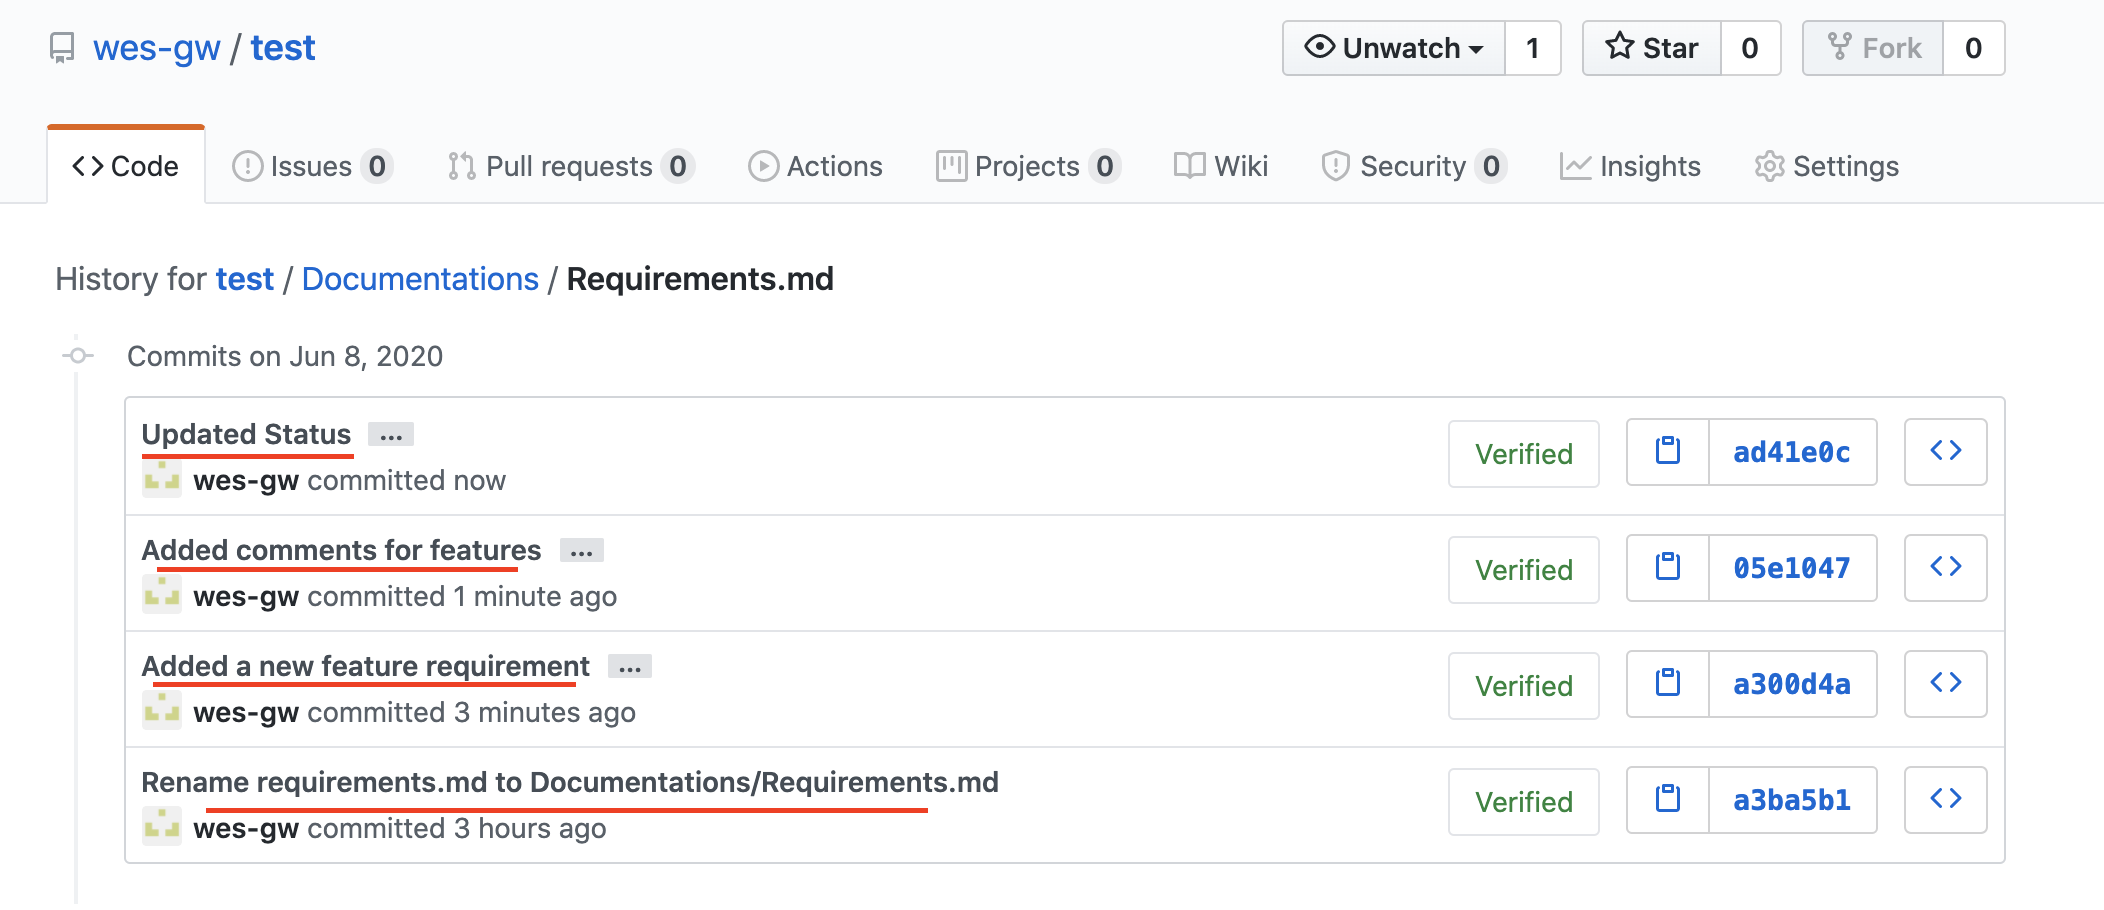 wes-gw / test
Unwatch 1 Star 0 Fork 0
Code Issues 0 Pull requests 0 Actions Projects 0 Wiki Security 0 Insights Settings
History for test / Documentations / Requirements.md
Commits on Jun 8, 2020
Updated Status ...
wes-gw committed now
Verified ad41e0c
Added comments for features ...
wes-gw committed 1 minute ago
Verified 05e1047
Added a new feature requirement ...
wes-gw committed 3 minutes ago
Verified a300d4a
Rename requirements.md to Documentations/Requirements.md
wes-gw committed 3 hours ago
Verified a3ba5b1